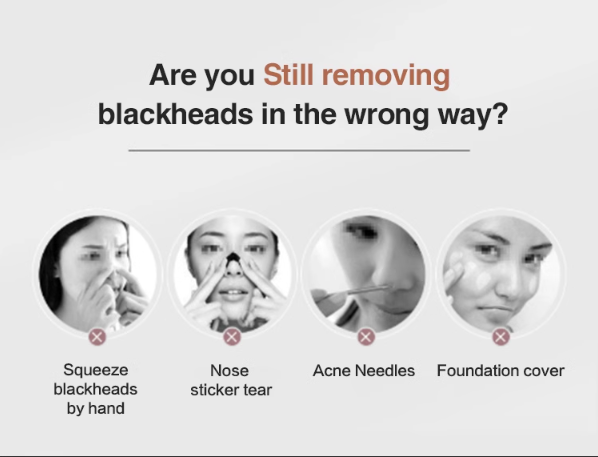 Are you Still removing
blackheads in the wrong way?
Squeeze
blackheads
by hand
Nose
sticker tear
Acne Needles
Foundation cover